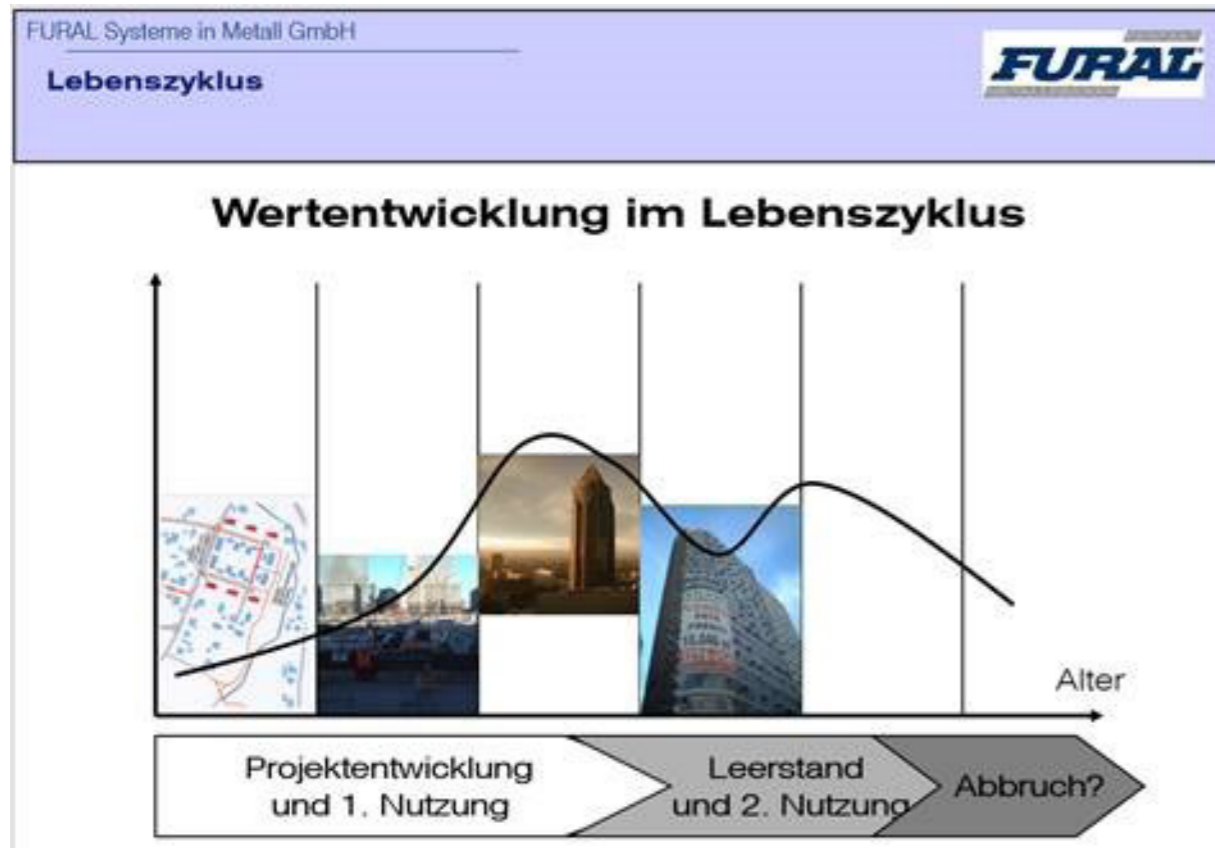 FURAL Systeme in Metall GmbH
Lebenszyklus
FURAL
Wertentwicklung im Lebenszyklus
Alter
Projektentwicklung
und 1. Nutzung
Leerstand
und 2. Nutzung
Abbruch?